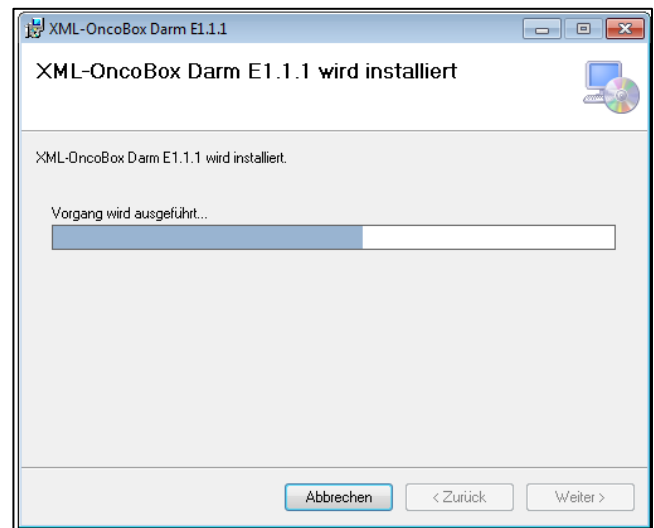 XML-OncoBox Darm E1.1.1
XML-OncoBox Darm E1.1.1 wird installiert
XML-OncoBox Darm E1.1.1 wird installiert.
Vorgang wird ausgeführt...
Abbrechen
< Zurück
Weiter >